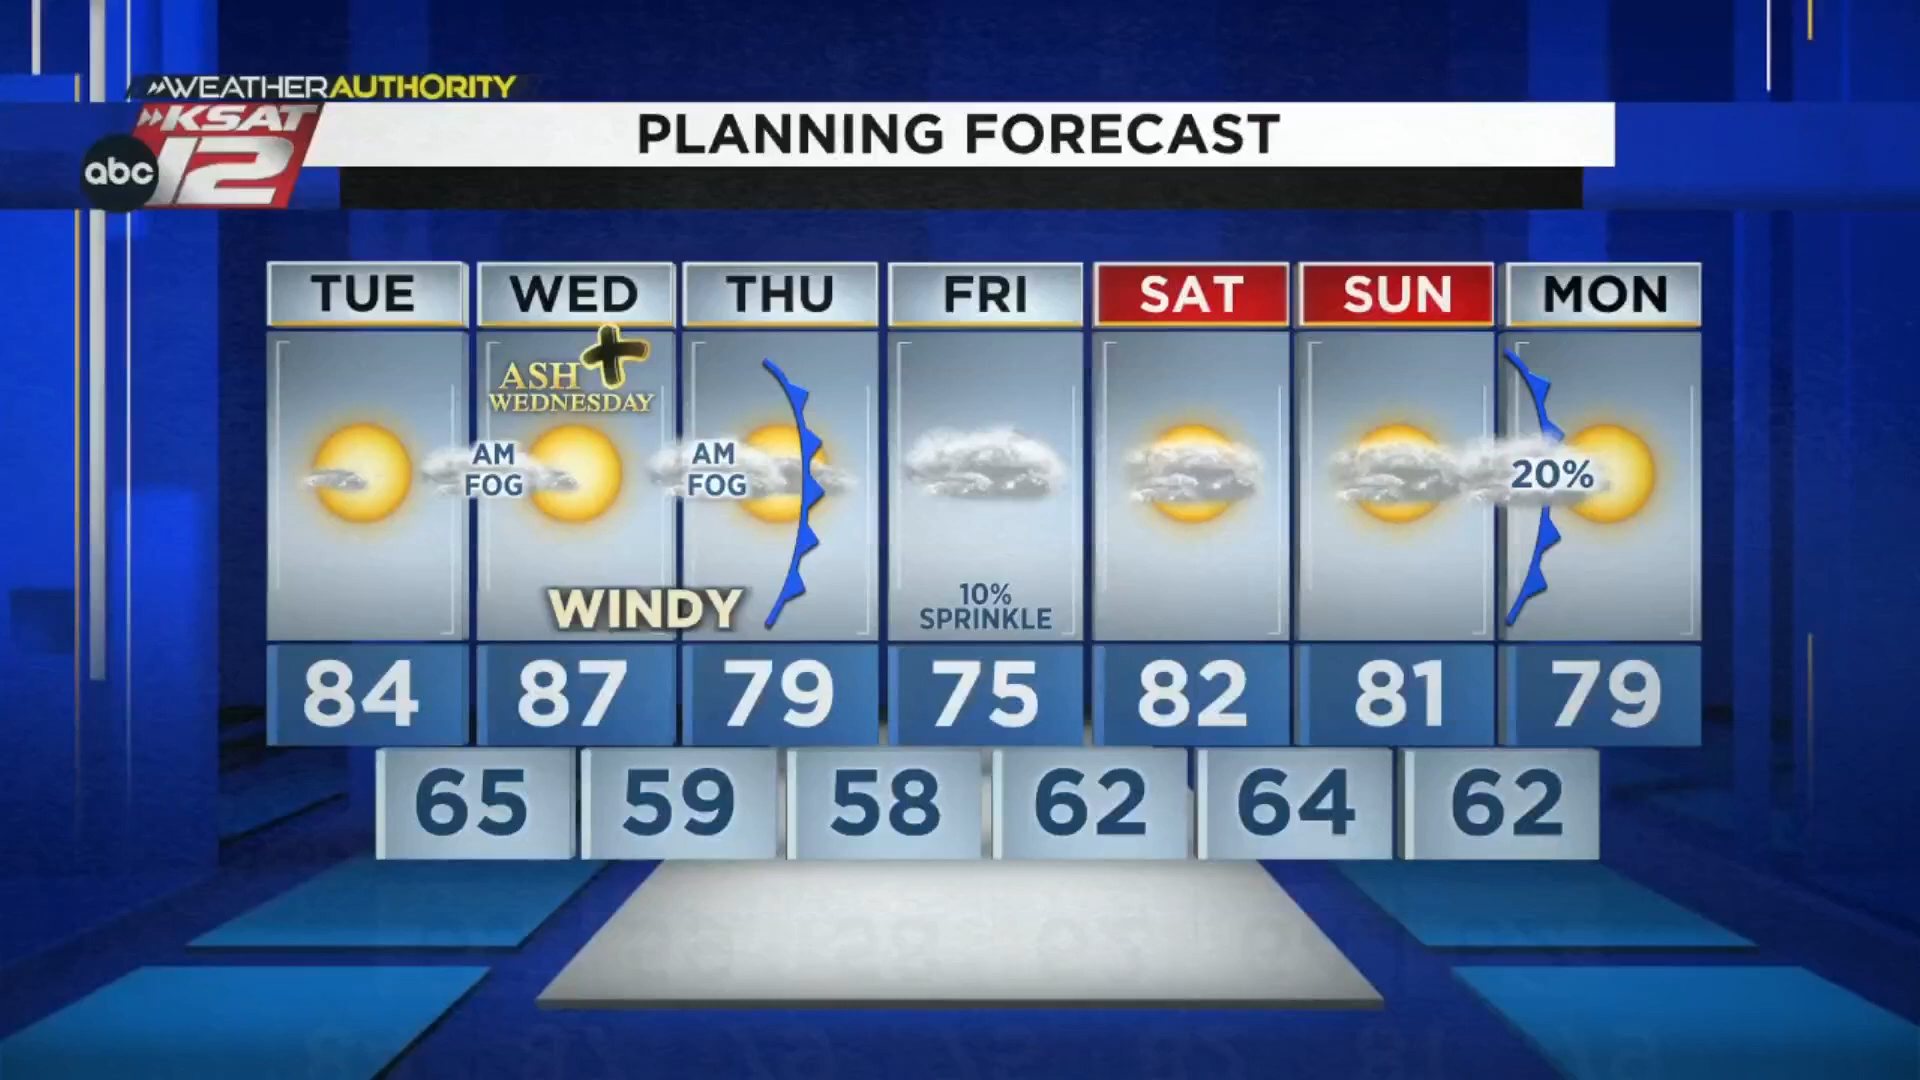 WEATHERAUTHORITY
KSAT
abc
12
PLANNING FORECAST
TUE WED THU FRI SAT SUN MON
ASH
WEDNESDAY
AM
FOG
AM
FOG
20%
WINDY
10%
SPRINKLE
84 87 79 75 82 81 79
65 59 58 62 64 62